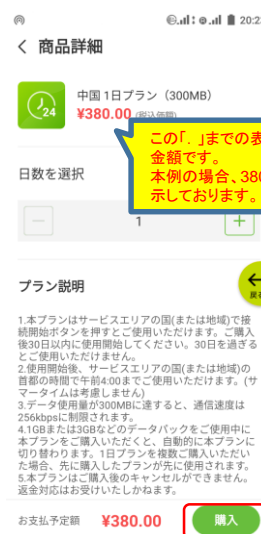 20:2
商品詳細
中国 1日プラン（300MB）
¥380.00 (税込価額)
この「. 」までの表
金額です。
本例の場合、380
示しております。
日数を選択
1
プラン説明
戻
1.本プランはサービスエリアの国(または地域)で接
続開始ボタンを押すとご使用いただけます。ご購入
後30日以内に使用開始してください。30日を過ぎる
とご使用いただけません。
2.使用開始後、サービスエリアの国(または地域)の
首都の時間で午前4:00までご使用いただけます。(サ
マータイムは考慮しません)
3.データ使用量が300MBに達すると、通信速度は
256kbpsに制限されます。
4.1GBまたは3GBなどのデータパックをご使用中に
本プランをご購入いただくと、自動的に本プランに
切り替わります。1日プランを複数ご購入いただい
た場合、先に購入したプランが先に使用されます。
5.本プランはご購入後のキャンセルができません。
返金対応はお受けいたしかねます。
お支払予定額 ¥380.00 購入